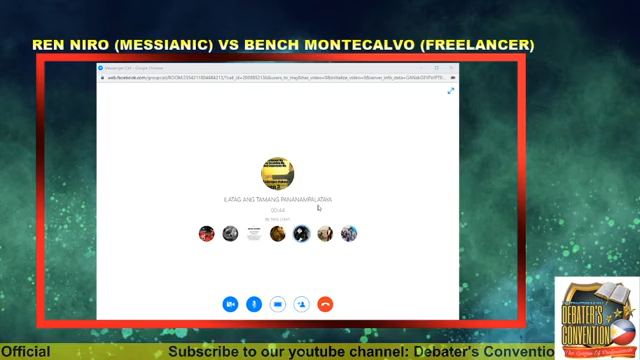 REN NIRO (MESSIANIC) VS BENCH MONTECALVO (FREELANCER)
Messenger Call - Google Chrome
ILATAG ANG TAMANG PANANAMPALATAYA
00:44
DEBATER'S
CONVENTION
Official Subscribe to our youtube channel: Debater's Conventio